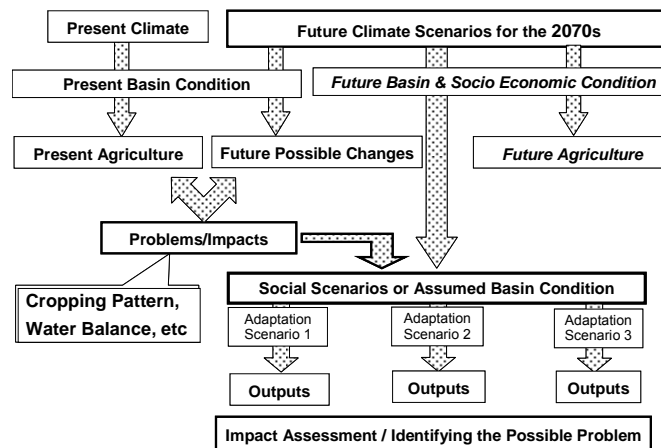 Present Climate
Future Climate Scenarios for the 2070s
Present Basin Condition
Future Basin & Socio Economic Condition
Present Agriculture
Future Possible Changes
Future Agriculture
Problems/Impacts
Cropping Pattern,
Water Balance, etc
Social Scenarios or Assumed Basin Condition
Adaptation
Scenario 1
Adaptation
Scenario 2
Adaptation
Scenario 3
Outputs
Outputs
Outputs
Impact Assessment / Identifying the Possible Problem